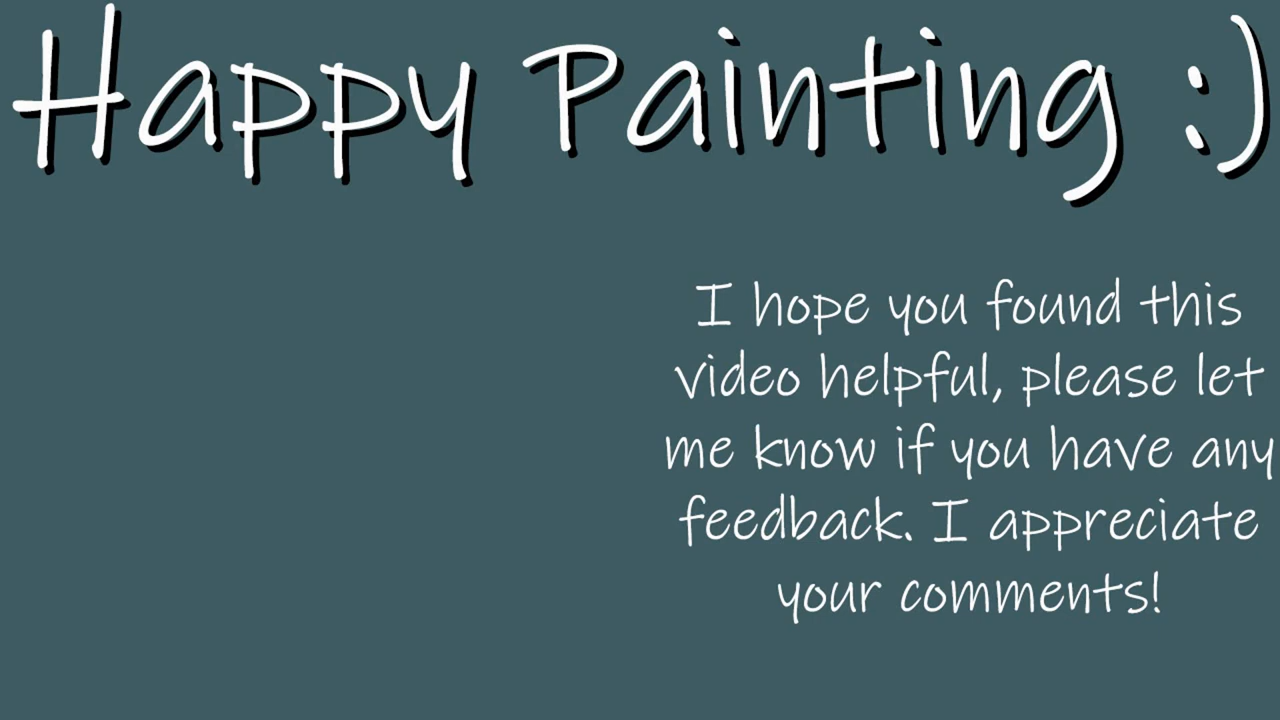 Happy Painting :)
I hope you found this
video helpful, please let
me know if you have any
feedback. I appreciate
your comments!